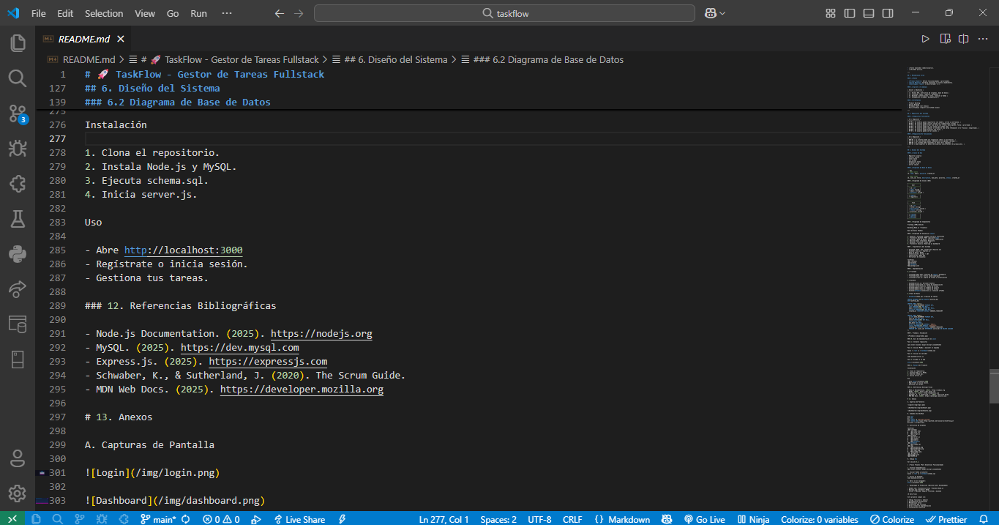 File Edit Selection View Go Run ··· taskflow
README.md
README.md > # 🚀 TaskFlow - Gestor de Tareas Fullstack > ## 6. Diseño del Sistema > ### 6.2 Diagrama de Base de Datos
1 # 🚀 TaskFlow - Gestor de Tareas Fullstack
127 ## 6. Diseño del Sistema
139 ### 6.2 Diagrama de Base de Datos
275
276 Instalación
277
278 1. Clona el repositorio.
279 2. Instala Node.js y MySQL.
280 3. Ejecuta schema.sql.
281 4. Inicia server.js.
282
283 Uso
284
285 - Abre http://localhost:3000
286 - Regístrate o inicia sesión.
287 - Gestiona tus tareas.
288
289 ### 12. Referencias Bibliográficas
290
291 - Node.js Documentation. (2025). https://nodejs.org
292 - MySQL. (2025). https://dev.mysql.com
293 - Express.js. (2025). https://expressjs.com
294 - Schwaber, K., & Sutherland, J. (2020). The Scrum Guide.
295 - MDN Web Docs. (2025). https://developer.mozilla.org
296
297 # 13. Anexos
298
299 A. Capturas de Pantalla
300
301 ![Login](/img/login.png)
302
303 ![Dashboard](/img/dashboard.png)
3
main* 0 0 Live Share Ln 277, Col 1 Spaces: 2 UTF-8 CRLF {} Markdown Go Live Ninja Colorize: 0 variables Colorize Prettier